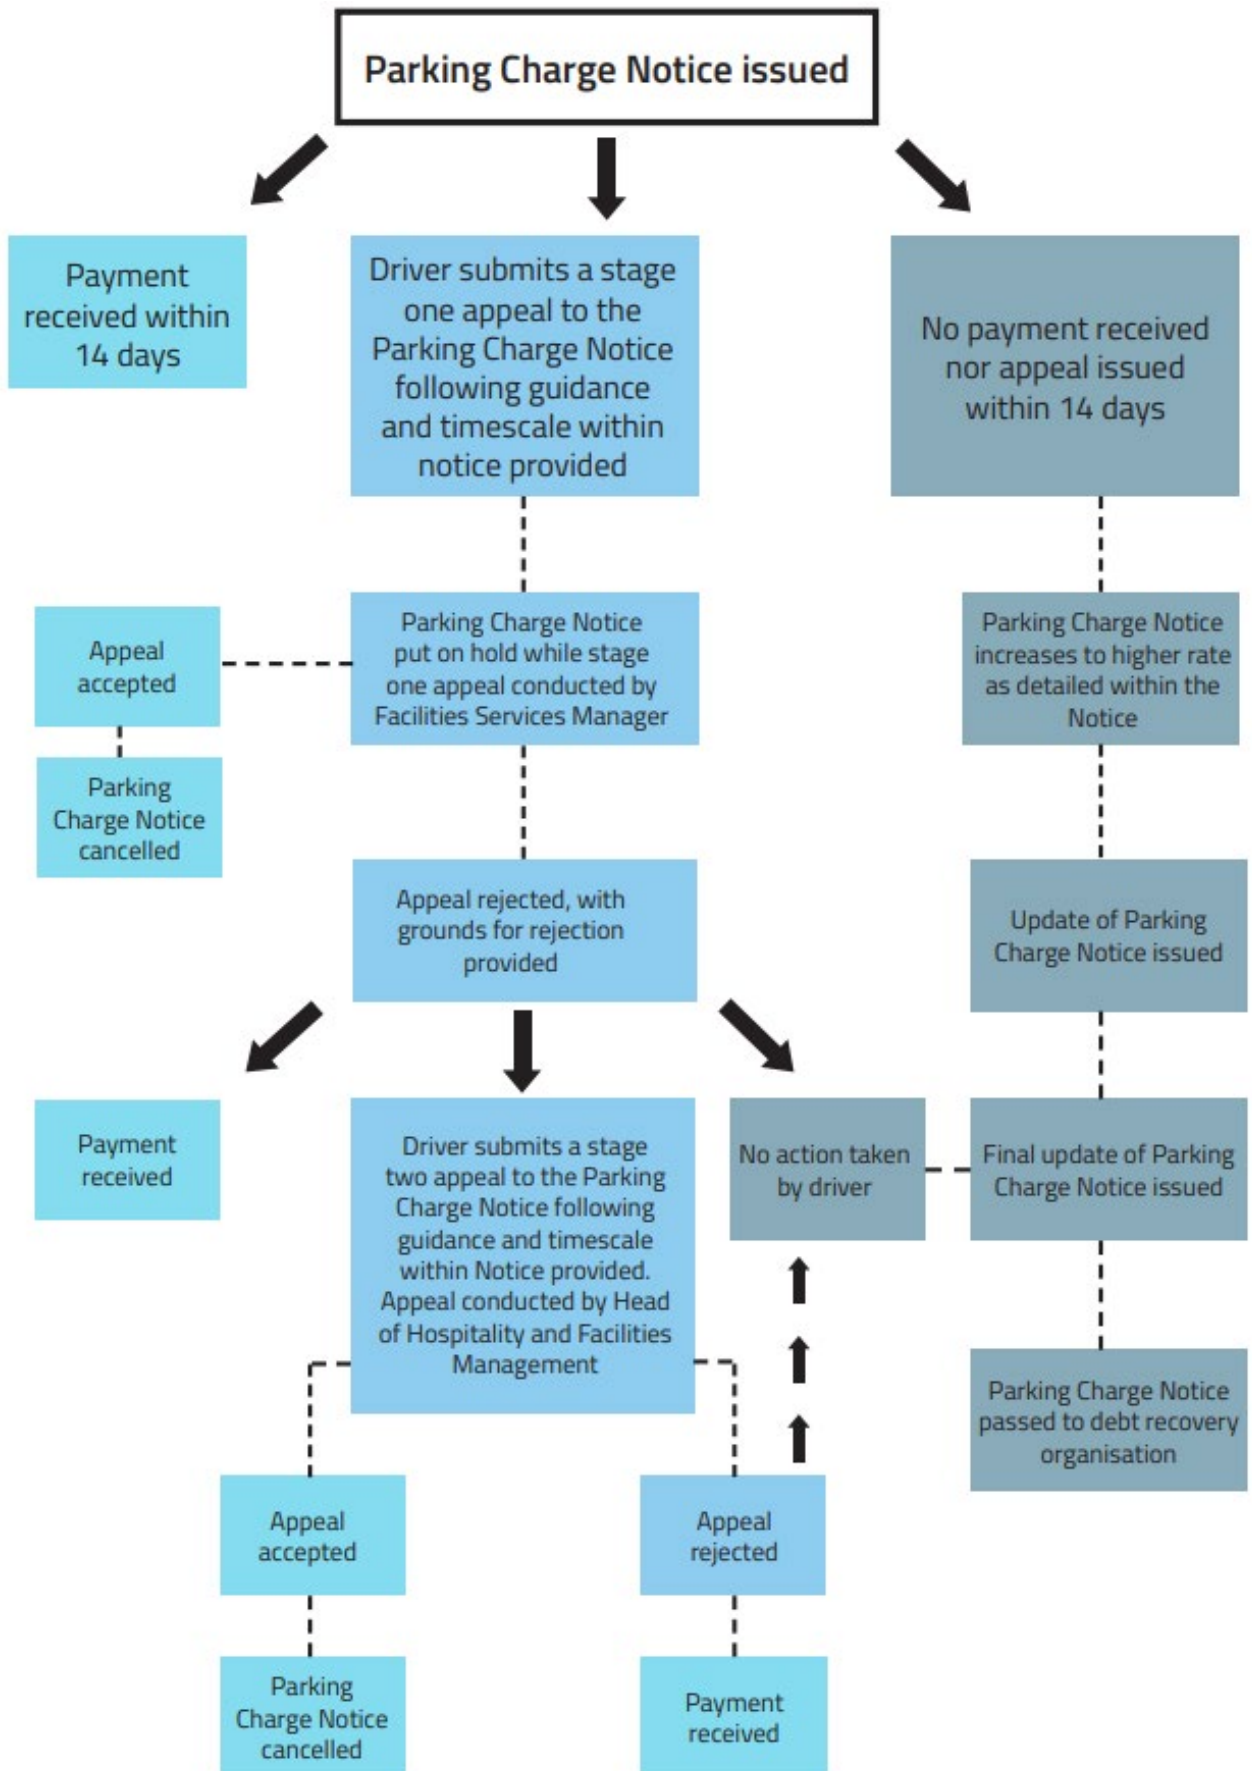 Parking Charge Notice issued
Payment
received within
14 days
Driver submits a stage
one appeal to the
Parking Charge Notice
following guidance
and timescale within
notice provided
No payment received
nor appeal issued
within 14 days
Appeal
accepted
Parking Charge Notice
put on hold while stage
one appeal conducted by
Facilities Services Manager
Parking Charge Notice
increases to higher rate
as detailed within the
Notice
Parking
Charge Notice
cancelled
Appeal rejected, with
grounds for rejection
provided
Update of Parking
Charge Notice issued
Payment
received
Driver submits a stage
two appeal to the Parking
Charge Notice following
guidance and timescale
within Notice provided.
Appeal conducted by Head
of Hospitality and Facilities
Management
No action taken
by driver
Final update of Parking
Charge Notice issued
Parking Charge Notice
passed to debt recovery
organisation
Appeal
accepted
Appeal
rejected
Parking
Charge Notice
cancelled
Payment
received